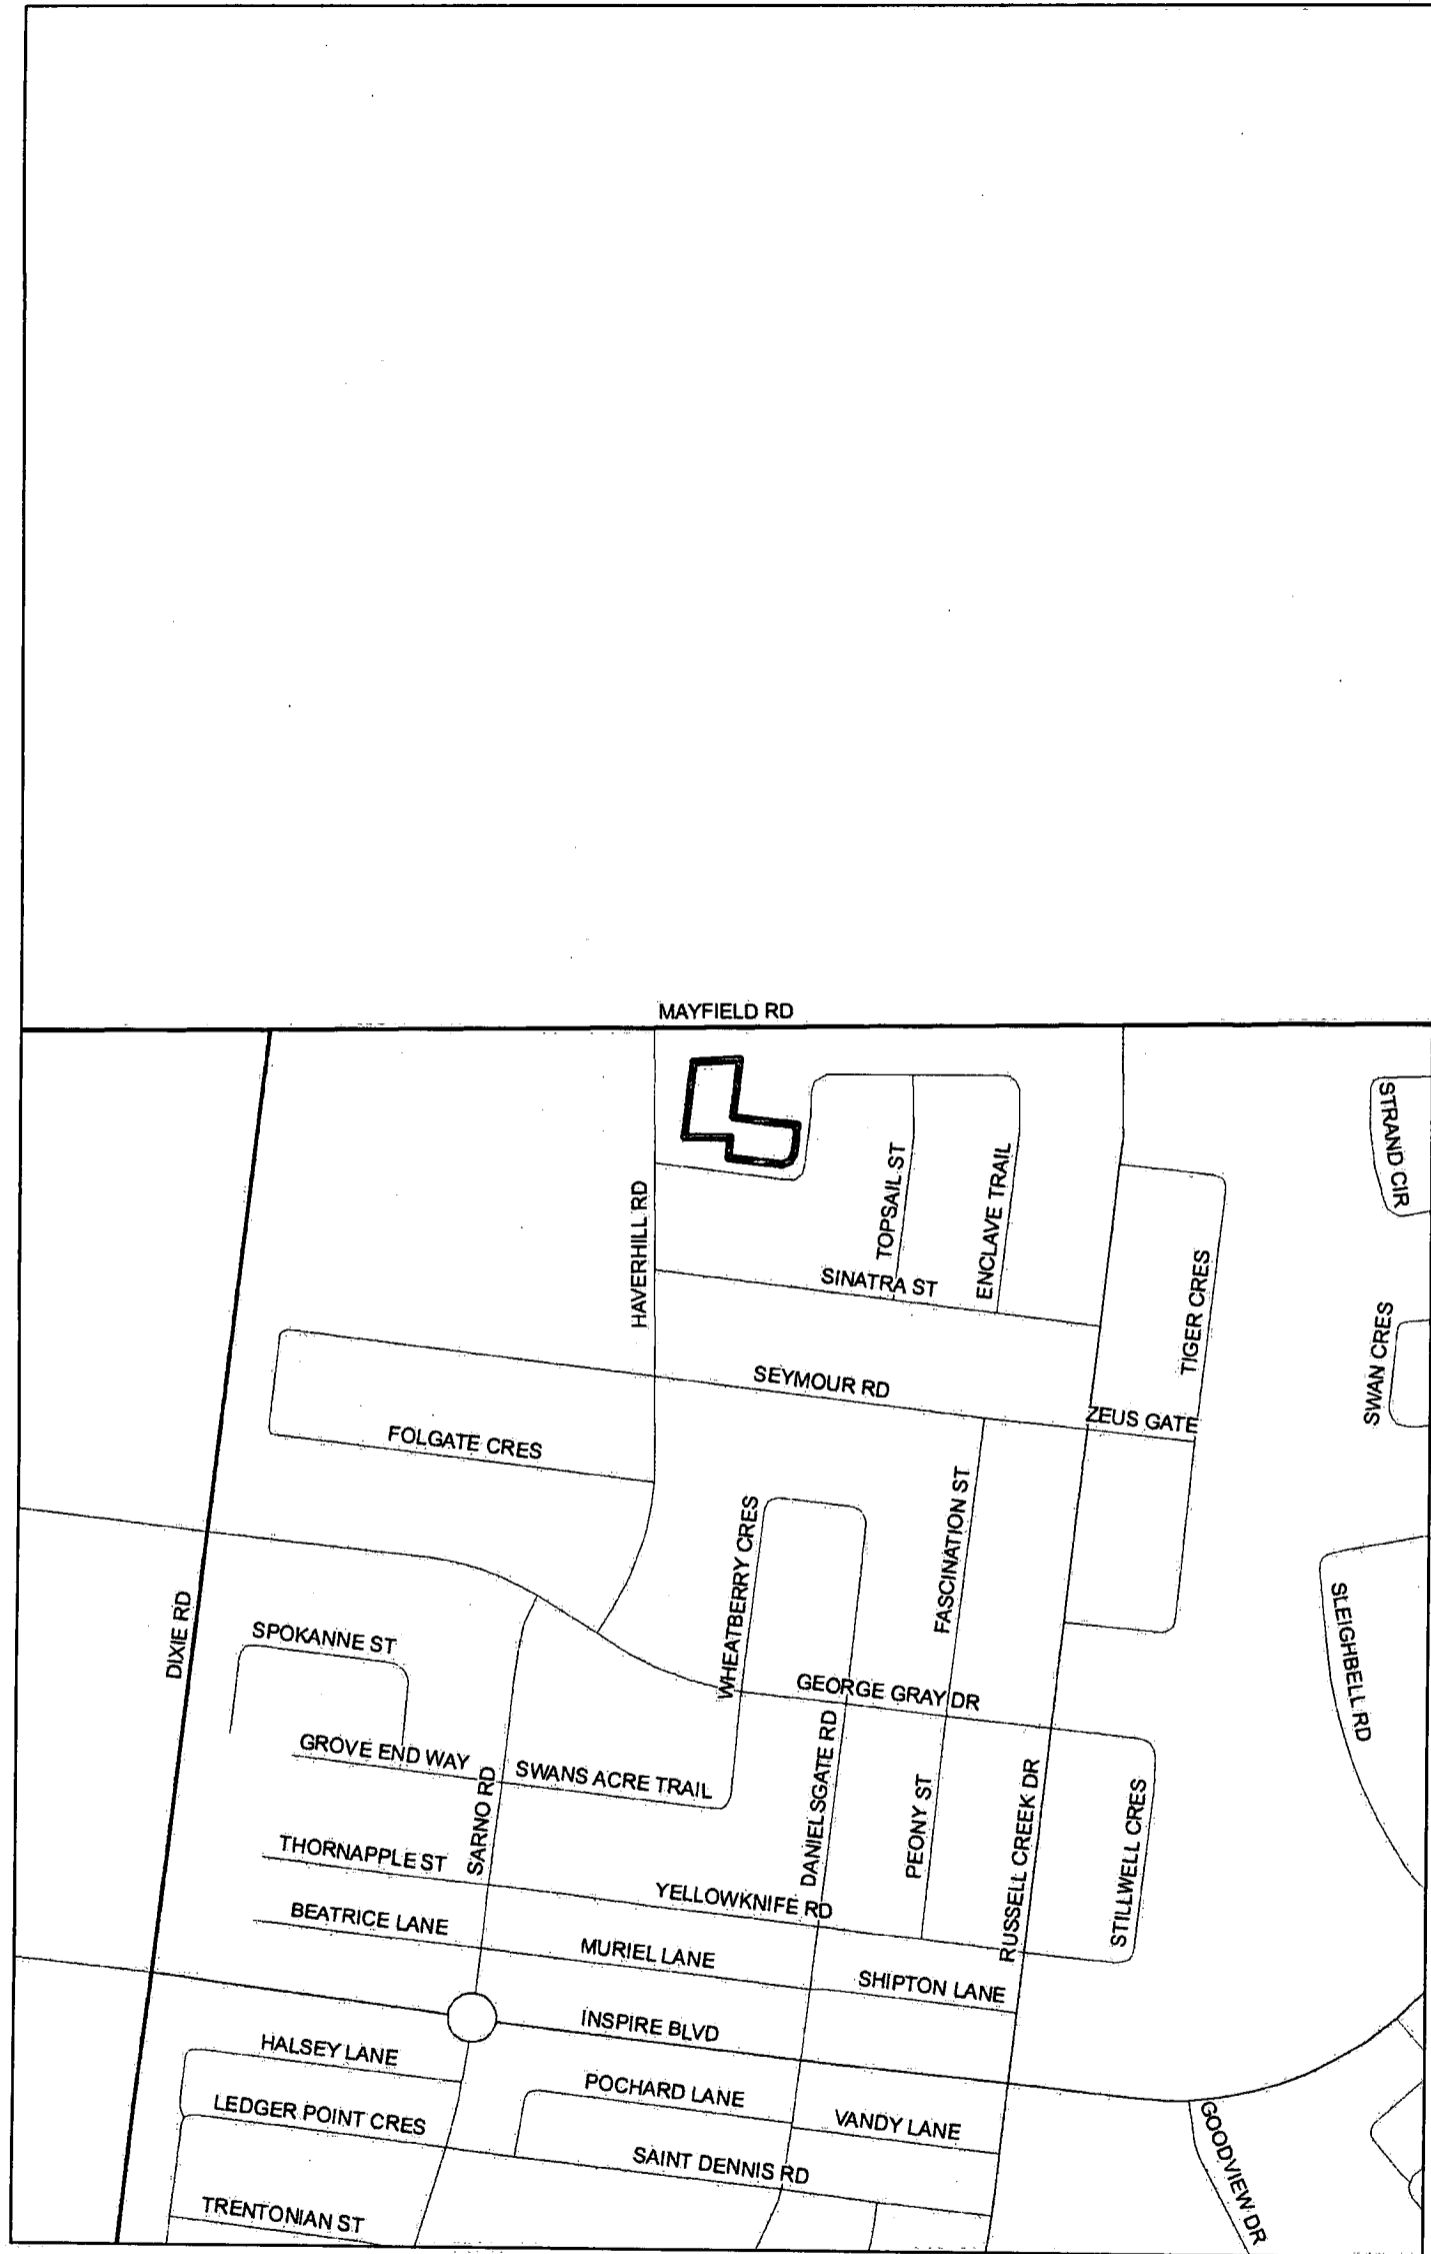 MAYFIELD RD
STRAND CIR
TOPSAIL ST
ENCLAVE TRAIL
HAVERHILL RD
SINATRA ST
TIGER CRES
SWAN CRES
SEYMOUR RD
ZEUS GATE
FOLGATE CRES
FASCINATION ST
WHEATBERRY CRES
DIXIE RD
SPOKANNE ST
SLEIGHBELL RD
GEORGE GRAY DR
GROVE END WAY
SWANS ACRE TRAIL
SARNO RD
DANIELSGATE RD
PEONY ST
RUSSELL CREEK DR
STILLWELL CRES
THORNAPPLE ST
YELLOWKNIFE RD
BEATRICE LANE
MURIEL LANE
SHIPTON LANE
INSPIRE BLVD
HALSEY LANE
POCHARD LANE
LEDGER POINT CRES
VANDY LANE
GOODVIEW DR
SAINT DENNIS RD
TRENTONIAN ST